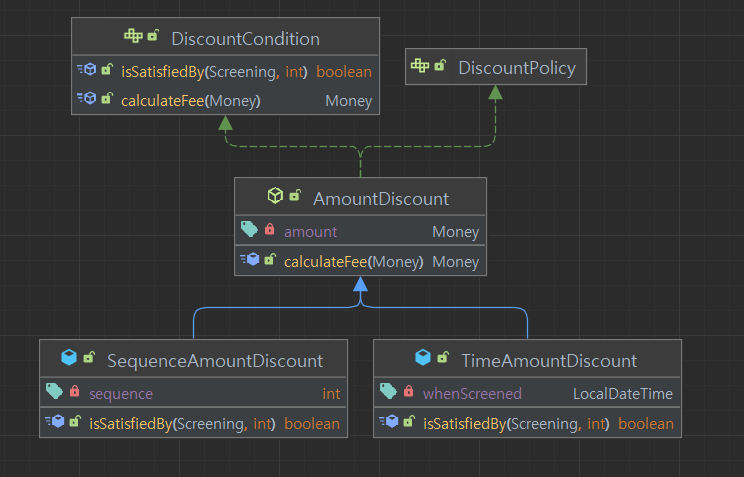 DiscountCondition
isSatisfiedBy(Screening, int) boolean
calculateFee(Money) Money
DiscountPolicy
AmountDiscount
amount Money
calculateFee(Money) Money
SequenceAmountDiscount
sequence int
isSatisfiedBy(Screening, int) boolean
TimeAmountDiscount
whenScreened LocalDateTime
isSatisfiedBy(Screening, int) boolean